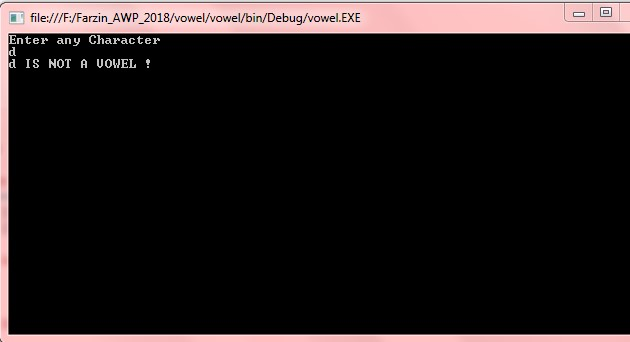 file:///F:/Farzin_AWP_2018/vowel/vowel/bin/Debug/vowel.EXE
Enter any Character
d
d IS NOT A VOWEL !